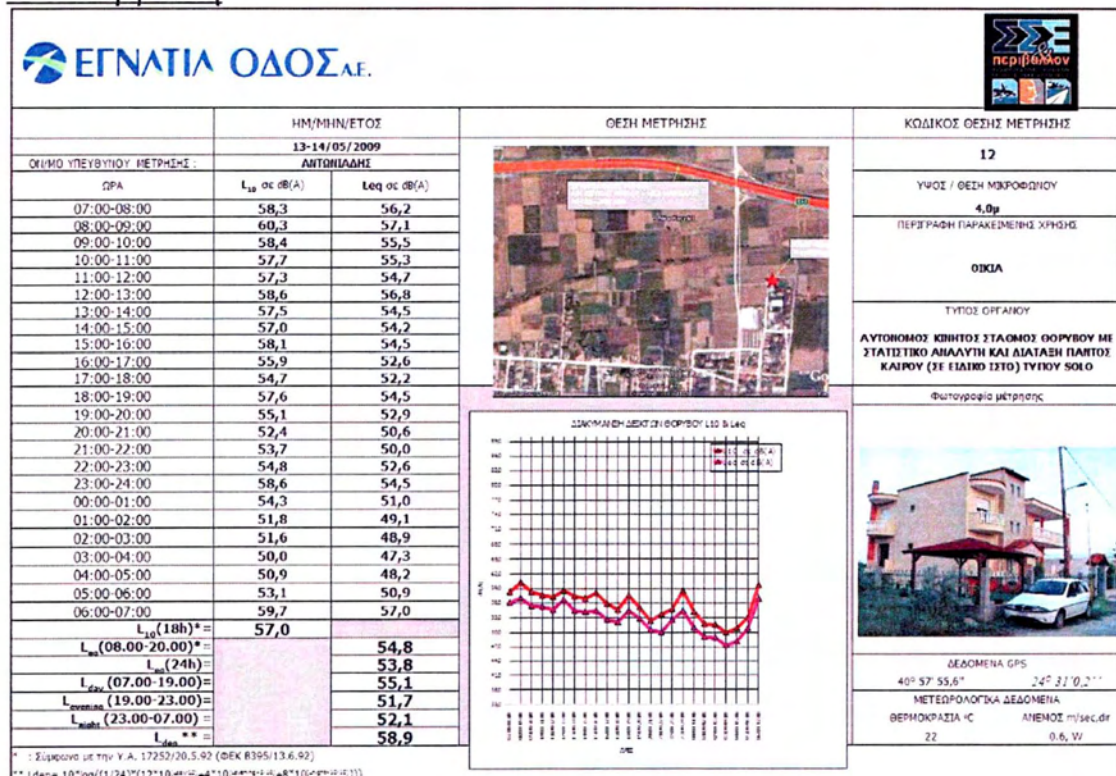 ΕΓΝΑΤΙΑ ΟΔΟΣ Α.Ε.
ΣΣΕ
περιβάλλον
ΗΜ/ΜΗΝ/ΕΤΟΣ
ΘΕΣΗ ΜΕΤΡΗΣΗΣ
ΚΩΔΙΚΟΣ ΘΕΣΗΣ ΜΕΤΡΗΣΗΣ
13-14/05/2009
12
ΟΝ/ΜΟ ΥΠΕΥΘΥΝΟΥ ΜΕΤΡΗΣΗΣ : ΑΝΤΩΝΙΑΔΗΣ
ΩΡΑ L10 σε dB(A) Leq σε dB(A)
07:00-08:00 58,3 56,2
08:00-09:00 60,3 57,1
09:00-10:00 58,4 55,5
10:00-11:00 57,7 55,3
11:00-12:00 57,3 54,7
12:00-13:00 58,6 56,8
13:00-14:00 57,5 54,5
14:00-15:00 57,0 54,2
15:00-16:00 58,1 54,5
16:00-17:00 55,9 52,6
17:00-18:00 54,7 52,2
18:00-19:00 57,6 54,5
19:00-20:00 55,1 52,9
20:00-21:00 52,4 50,6
21:00-22:00 53,7 50,0
22:00-23:00 54,8 52,6
23:00-24:00 58,6 54,5
00:00-01:00 54,3 51,0
01:00-02:00 51,8 49,1
02:00-03:00 51,6 48,9
03:00-04:00 50,0 47,3
04:00-05:00 50,9 48,2
05:00-06:00 53,1 50,9
06:00-07:00 59,7 57,0
L10(18h)* = 57,0
Leq(08.00-20.00)* = 54,8
Leq(24h)= 53,8
Lday (07.00-19.00)= 55,1
Levening (19.00-23.00)= 51,7
Lnight (23.00-07.00) = 52,1
Lden ** = 58,9
ΥΨΟΣ / ΘΕΣΗ ΜΙΚΡΟΦΩΝΟΥ
4,0μ
ΠΕΡΙΓΡΑΦΗ ΠΑΡΑΚΕΙΜΕΝΗΣ ΧΡΗΣΗΣ
ΟΙΚΙΑ
ΤΥΠΟΣ ΟΡΓΑΝΟΥ
ΑΥΤΟΝΟΜΟΣ ΚΙΝΗΤΟΣ ΣΤΑΘΜΟΣ ΘΟΡΥΒΟΥ ΜΕ
ΣΤΑΤΙΣΤΙΚΟ ΑΝΑΛΥΤΗ ΚΑΙ ΔΙΑΤΑΞΗ ΠΑΝΤΟΣ
ΚΑΙΡΟΥ (ΣΕ ΕΙΔΙΚΟ ΙΣΤΟ) ΤΥΠΟΥ SOLO
Φωτογραφία μέτρησης
ΔΙΑΚΥΜΑΝΣΗ ΔΕΙΚΤΩΝ ΘΟΡΥΒΟΥ L10 & Leq
L10 σε dB(A)
Leq σε dB(A)
ΔΕΔΟΜΕΝΑ GPS
40° 57' 55,6"
ΜΕΤΕΩΡΟΛΟΓΙΚΑ ΔΕΔΟΜΕΝΑ
ΘΕΡΜΟΚΡΑΣΙΑ °C ΑΝΕΜΟΣ m/sec,dir
22 0.6, W
* : Σύμφωνα με την Υ.Α. 17252/20.5.92 (ΦΕΚ Β395/13.6.92)